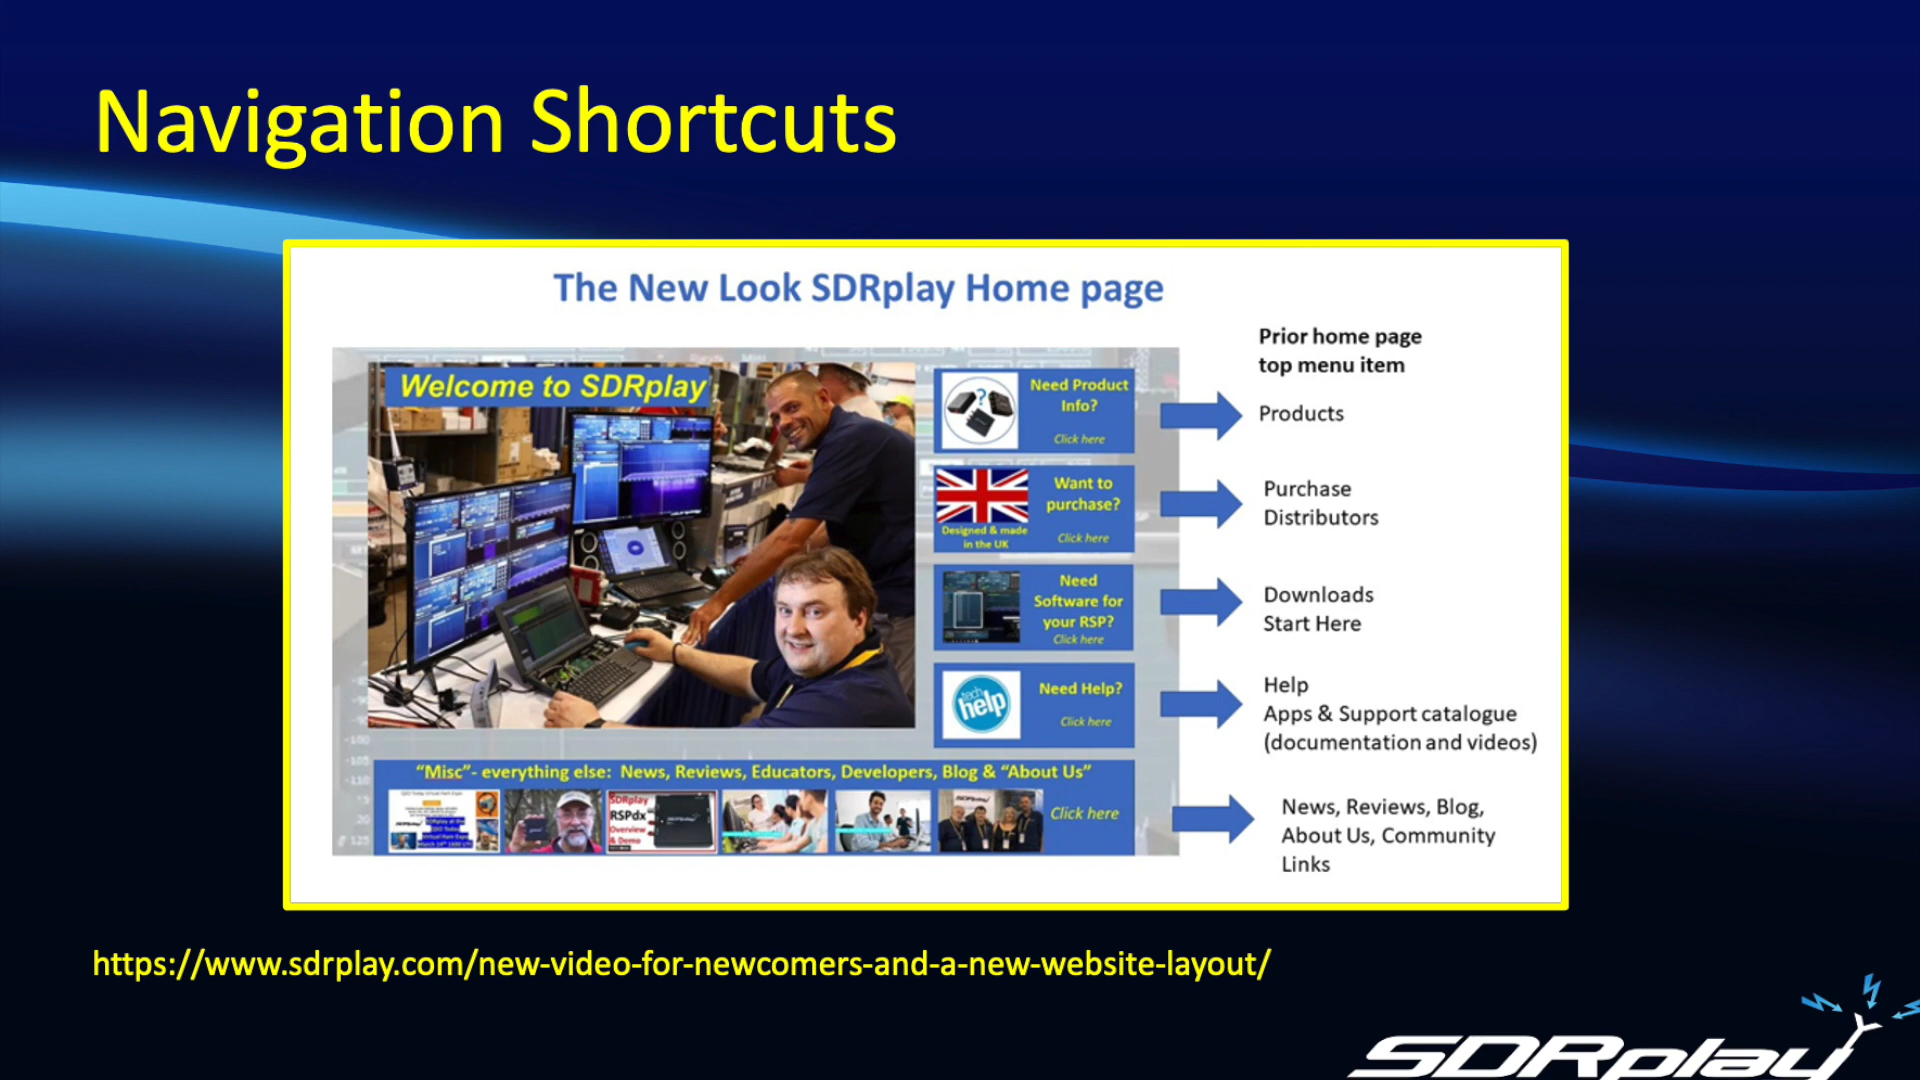 Navigation Shortcuts
The New Look SDRplay Home page
Prior home page
top menu item
Welcome to SDRplay
Need Product
Info?
Click here
Products
Want to
purchase?
Designed & made
in the UK
Click here
Purchase
Distributors
Need
Software for
your RSP?
Click here
Downloads
Start Here
tech
help
Need Help?
Click here
Help
Apps & Support catalogue
(documentation and videos)
"Misc"- everything else: News, Reviews, Educators, Developers, Blog & "About Us"
SDRplay
RSPdx
Overview
& Demo
Click here
News, Reviews, Blog,
About Us, Community
Links
https://www.sdrplay.com/new-video-for-newcomers-and-a-new-website-layout/
SDRplay